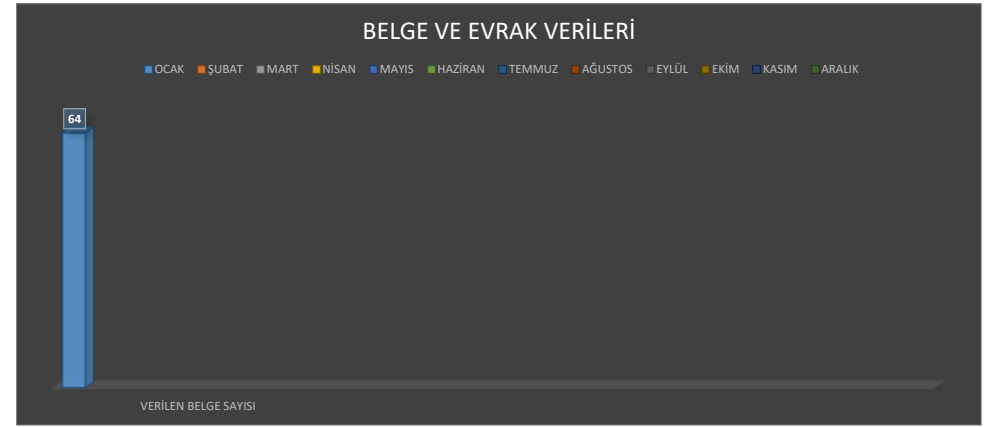 BELGE VE EVRAK VERİLERİ
OCAK ŞUBAT MART NİSAN MAYIS HAZİRAN TEMMUZ AĞUSTOS EYLÜL EKİM KASIM ARALIK
64
VERİLEN BELGE SAYISI